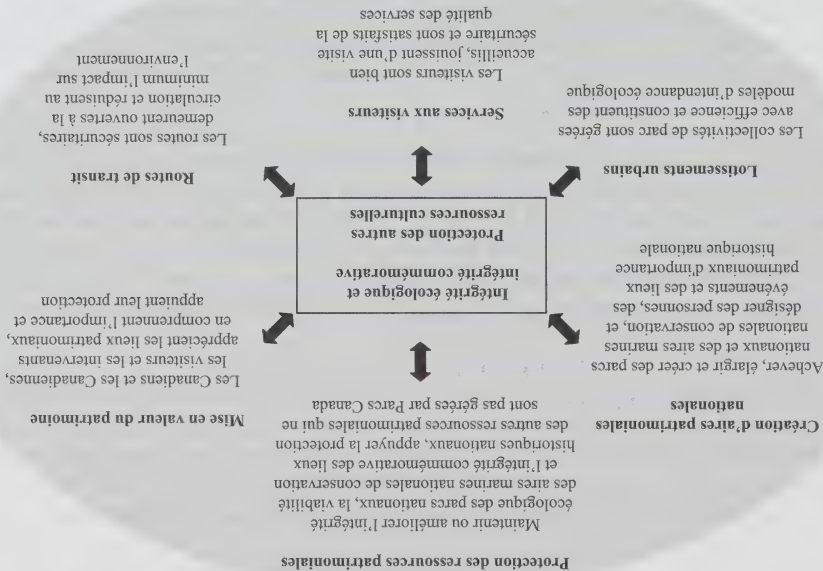 Protection des ressources patrimoniales
Maintenir ou améliorer l'intégrité
écologique des parcs nationaux, la viabilité
des aires marines nationales de conservation
et l'intégrité commémorative des lieux
historiques nationaux, appuyer la protection
des autres ressources patrimoniales qui ne
sont pas gérées par Parcs Canada
Création d'aires patrimoniales
nationales
Achever, élargir et créer des parcs
nationaux et des aires marines
nationales de conservation, et
désigner des personnes, des
événements et des lieux
patrimoniaux d'importance
historique nationale
Mise en valeur du patrimoine
Les Canadiens et les Canadiennes,
les visiteurs et les intervenants
apprécient les lieux patrimoniaux,
en comprennent l'importance et
appuient leur protection
Intégrité écologique et
intégrité commémorative
Protection des autres
ressources culturelles
Lotissements urbains
Les collectivités de parc sont gérées
avec efficience et constituent des
modèles d'intendance écologique
Services aux visiteurs
Les visiteurs sont bien
accueillis, jouissent d'une visite
sécuritaire et sont satisfaits de la
qualité des services
Routes de transit
Les routes sont sécuritaires,
demeurent ouvertes à la
circulation et réduisent au
minimum l'impact sur
l'environnement